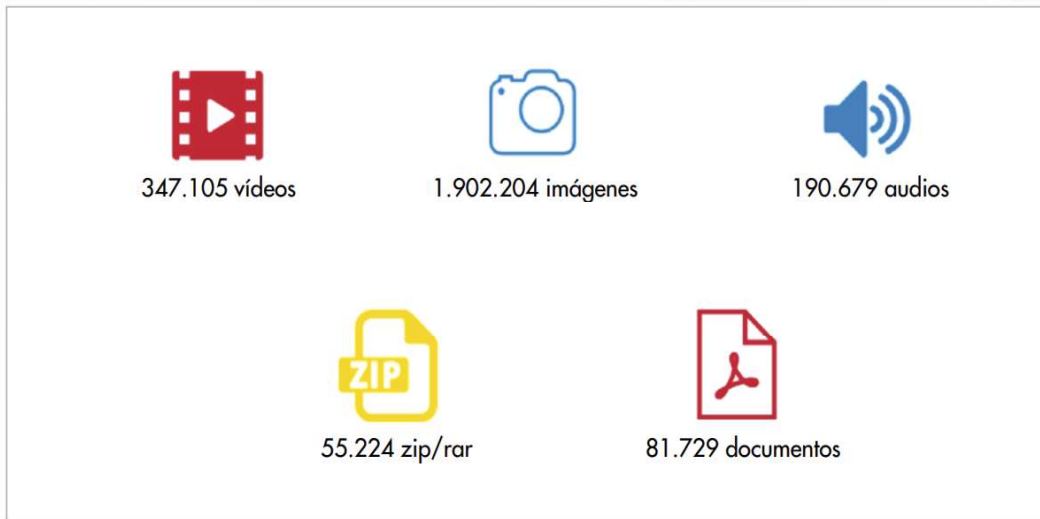 347.105 vídeos
1.902.204 imágenes
190.679 audios
ZIP
55.224 zip/rar
81.729 documentos